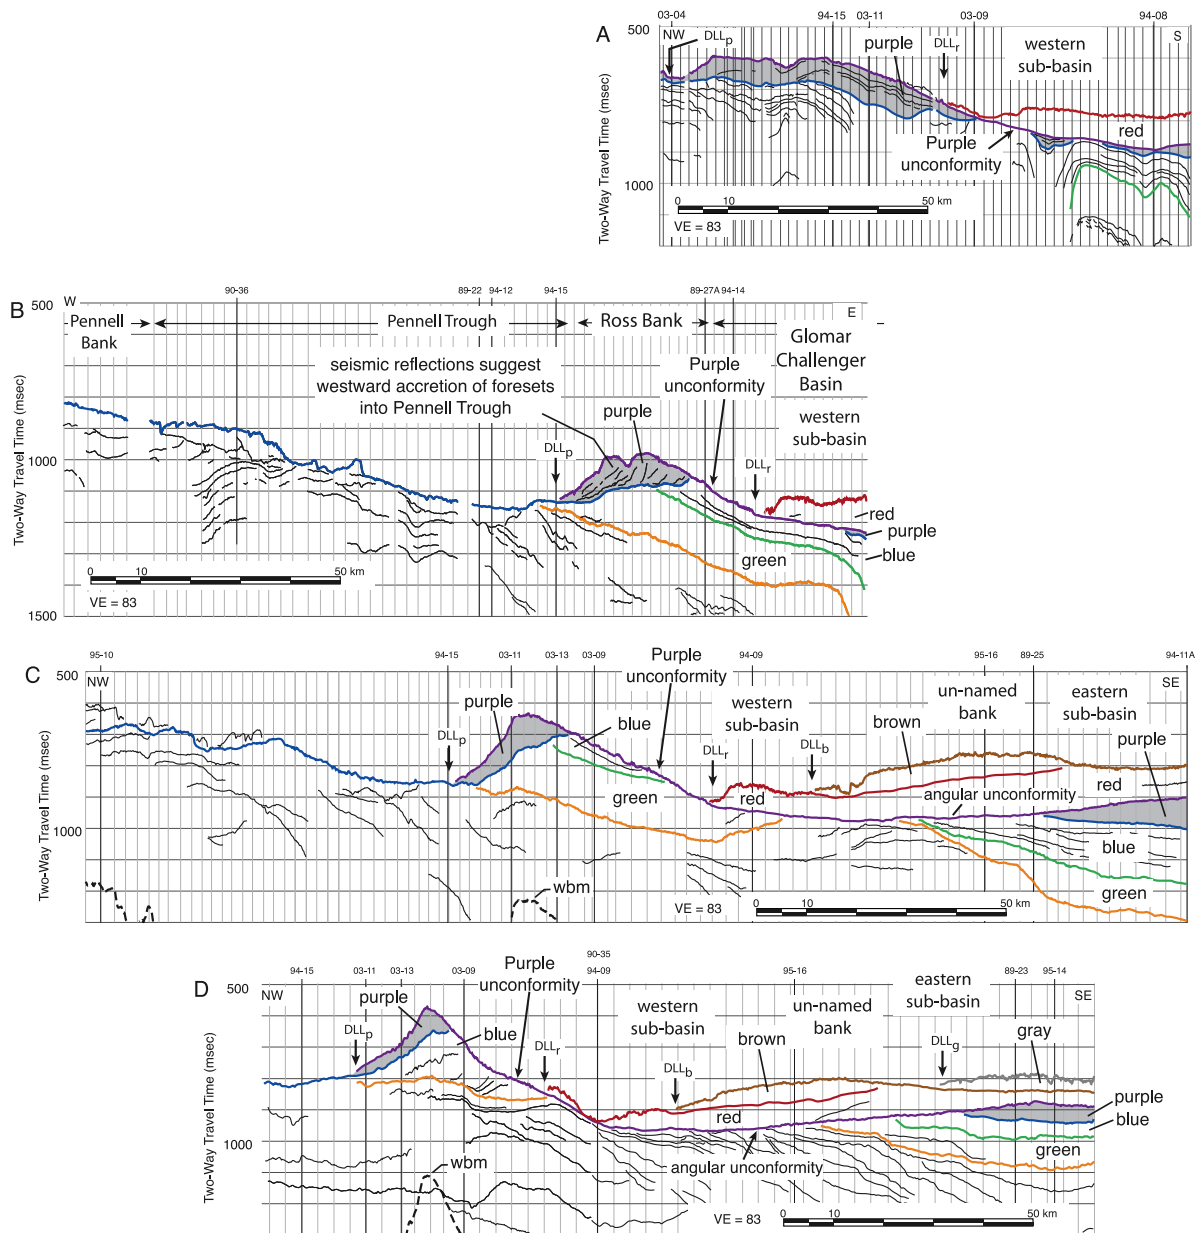 A
03-04
94-15
03-11
03-09
94-08
500
NW
DLLp
purple
DLLr
western
sub-basin
S
red
Purple
unconformity
1000
Two-Way Travel Time (msec)
0 10 50 km
VE = 83
B
500
W
90-36
89-22
94-12
94-15
89-27A
94-14
E
Pennell
Bank
Pennell Trough
Ross Bank
Glomar
Challenger
Basin
seismic reflections suggest
westward accretion of foresets
into Pennell Trough
Purple
unconformity
purple
western
sub-basin
DLLp
DLLr
1000
red
purple
blue
green
Two-Way Travel Time (msec)
0 10 50 km
VE = 83
1500
C
95-10
94-15
03-11
03-13
03-09
94-09
95-16
89-25
94-11A
500
NW
SE
Purple
unconformity
purple
blue
western
sub-basin
un-named
bank
eastern
sub-basin
brown
purple
DLLp
DLLr
DLLb
green
red
red
angular unconformity
1000
blue
green
wbm
Two-Way Travel Time (msec)
VE = 83
0 10 50 km
D
94-15
03-11
03-13
03-09
90-35
94-09
95-16
89-23
95-14
500
NW
SE
purple
Purple
unconformity
blue
western
sub-basin
un-named
bank
eastern
sub-basin
brown
gray
DLLp
DLLr
DLLb
DLLg
purple
blue
red
green
1000
angular unconformity
wbm
Two-Way Travel Time (msec)
VE = 83
0 10 50 km